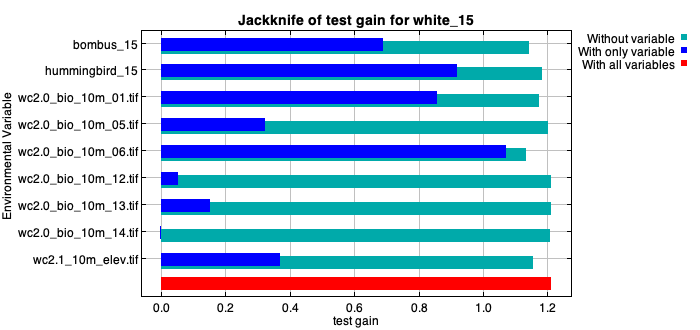 Jackknife of test gain for white_15
Without variable
With only variable
With all variables
Environmental Variable
bombus_15
hummingbird_15
wc2.0_bio_10m_01.tif
wc2.0_bio_10m_05.tif
wc2.0_bio_10m_06.tif
wc2.0_bio_10m_12.tif
wc2.0_bio_10m_13.tif
wc2.0_bio_10m_14.tif
wc2.1_10m_elev.tif
0.0 0.2 0.4 0.6 0.8 1.0 1.2
test gain